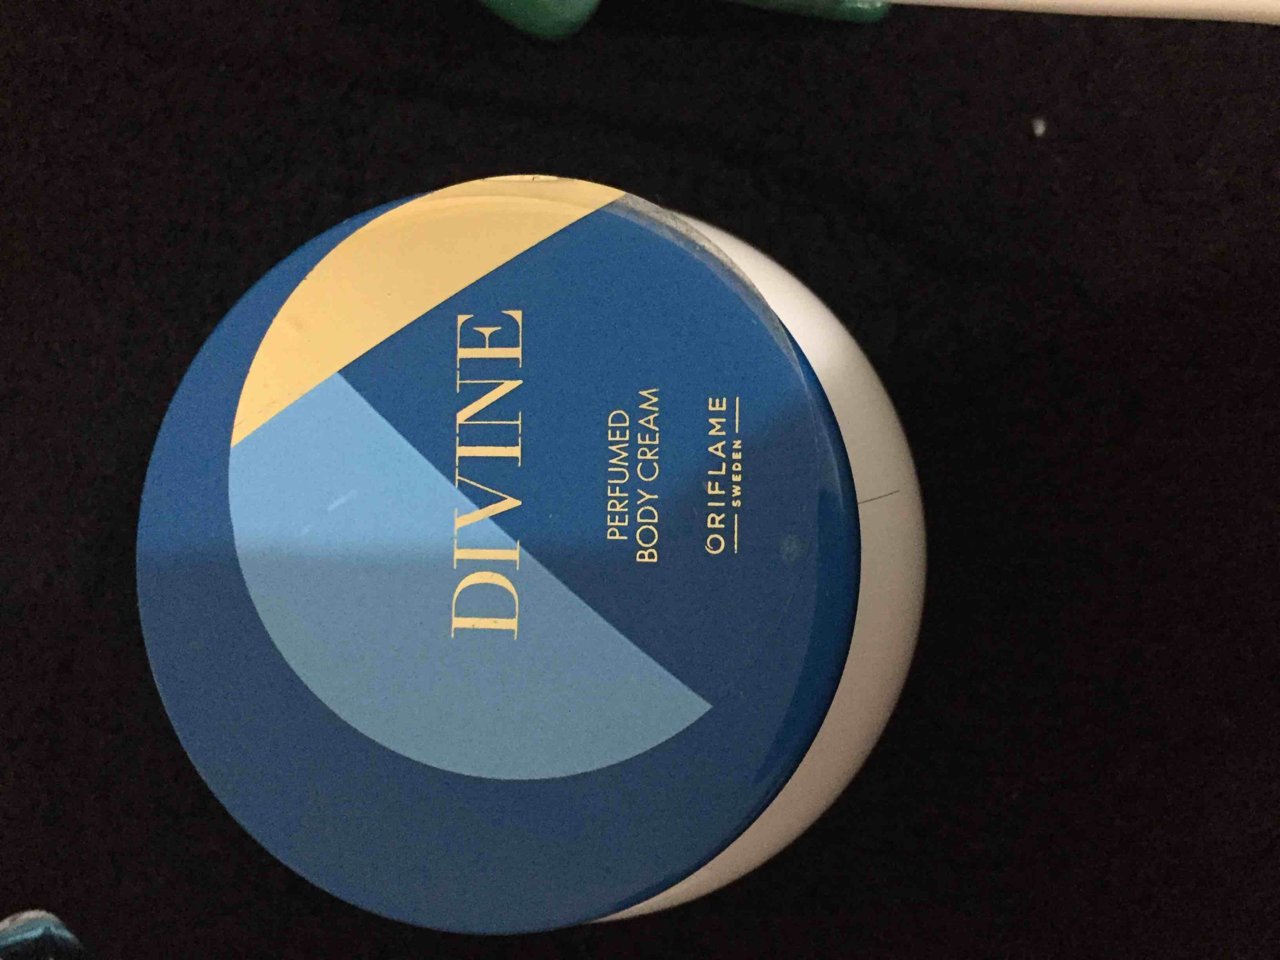 DIVINE
PERFUMED
BODY CREAM
ORIFLAME
SWEDEN